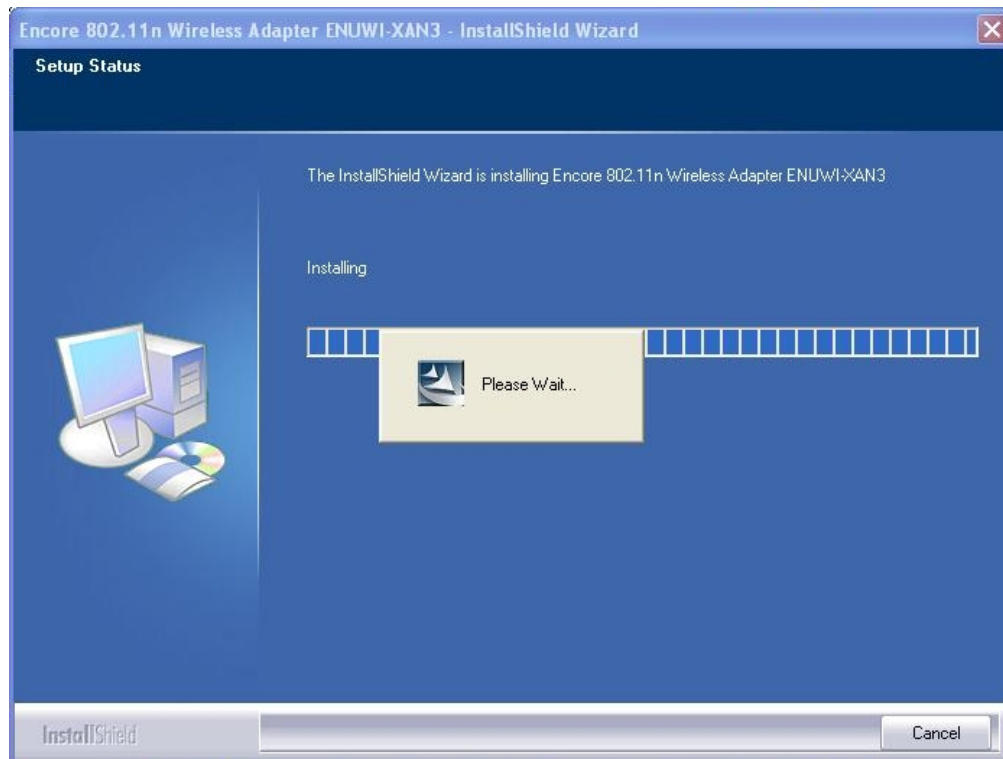 Encore 802.11n Wireless Adapter ENUWI-XAN3 - InstallShield Wizard
Setup Status
The InstallShield Wizard is installing Encore 802.11n Wireless Adapter ENUWI-XAN3
Installing
Please Wait...
InstallShield
Cancel